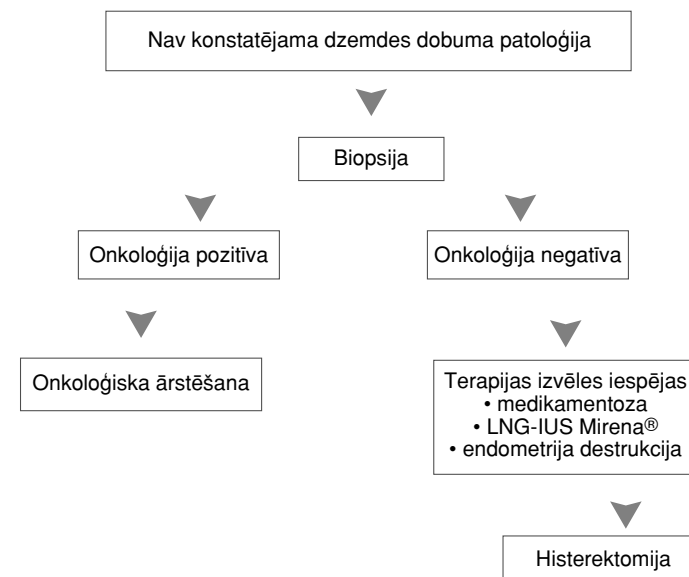 Nav konstatējama dzemdes dobuma patoloģija
Biopsija
Onkoloģija pozitīva
Onkoloģija negatīva
Onkoloģiska ārstēšana
Terapijas izvēles iespējas
• medikamentoza
• LNG-IUS Mirena®
• endometrija destrukcija
Histerektomija